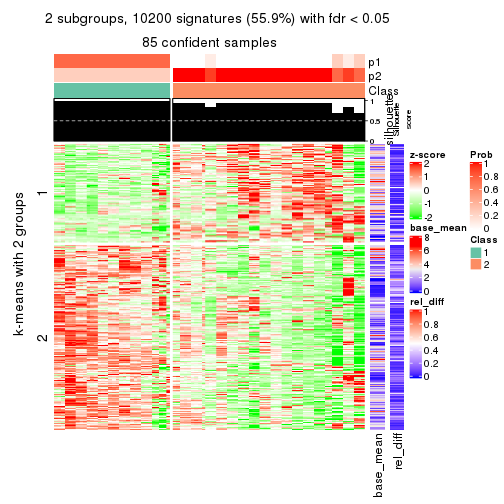 2 subgroups, 10200 signatures (55.9%) with fdr < 0.05
85 confident samples
p1
p2
Class
1
0.5
0
silhouette
Silhouette
score
k-means with 2 groups
1
2
base_mean
rel_diff
z-score
2
1
0
-1
-2
base_mean
8
6
4
2
0
rel_diff
1
0.8
0.6
0.4
0.2
0
Prob
1
0.8
0.6
0.4
0.2
0
Class
1
2